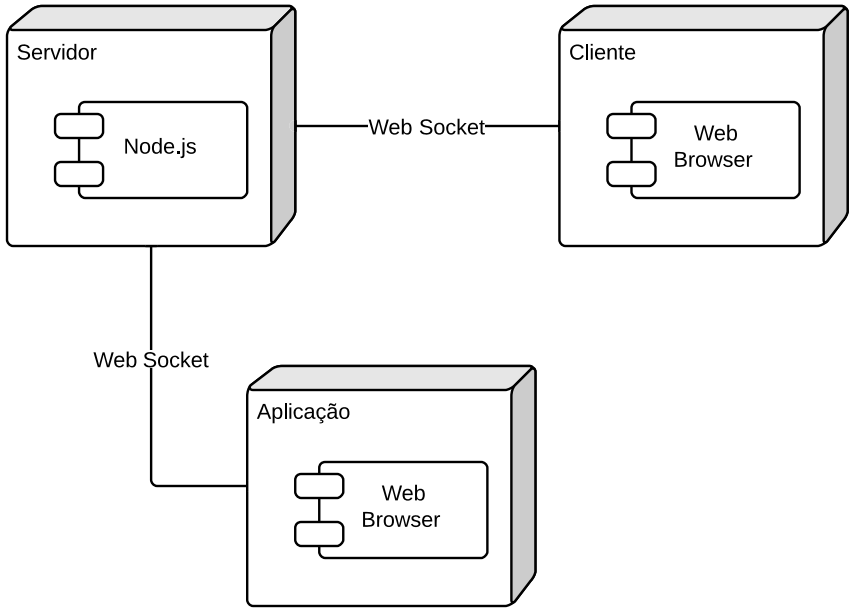 Servidor
Node.js
Web Socket
Cliente
Web
Browser
Web Socket
Aplicação
Web
Browser